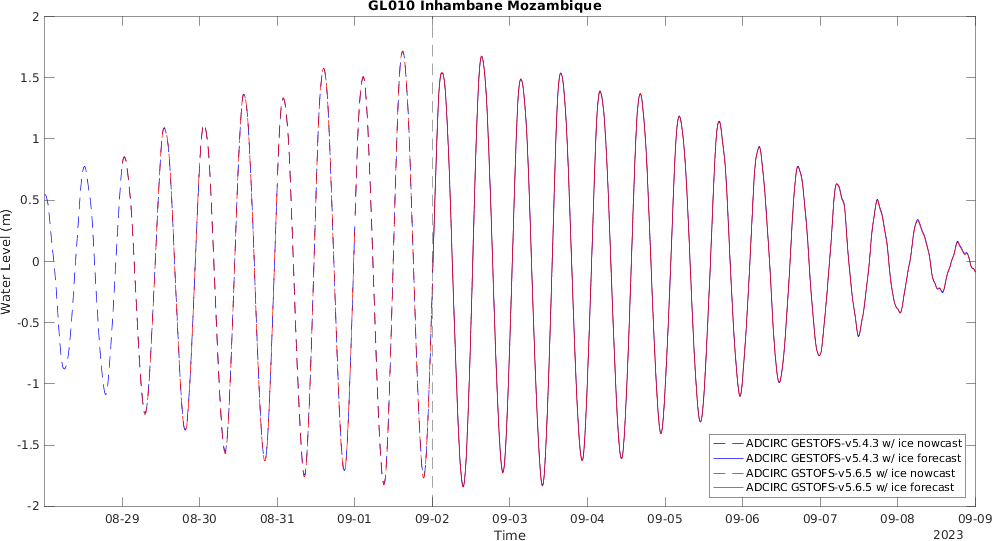 GL010 Inhambane Mozambique
2
1.5
1
0.5
0
-0.5
-1
-1.5
-2
Water Level (m)
ADCIRC GESTOFS-v5.4.3 w/ ice nowcast
ADCIRC GESTOFS-v5.4.3 w/ ice forecast
ADCIRC GSTOFS-v5.6.5 w/ ice nowcast
ADCIRC GSTOFS-v5.6.5 w/ ice forecast
08-29 08-30 08-31 09-01 09-02 09-03 09-04 09-05 09-06 09-07 09-08 09-09
Time
2023